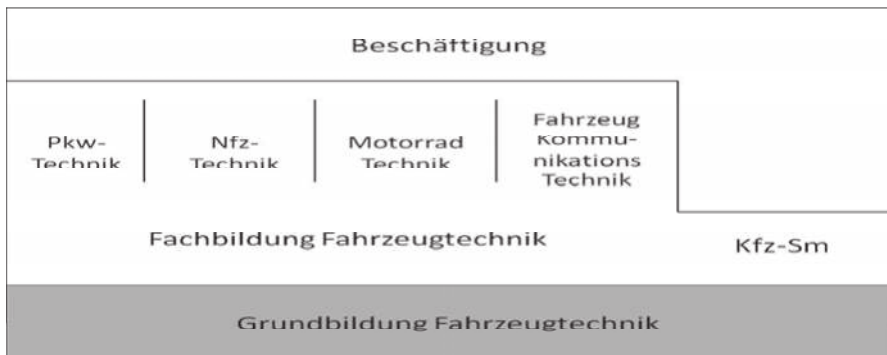 Beschäftigung
Pkw-
Technik
Nfz-
Technik
Motorrad
Technik
Fahrzeug
Kommu-
nikations
Technik
Fachbildung Fahrzeugtechnik
Kfz-Sm
Grundbildung Fahrzeugtechnik